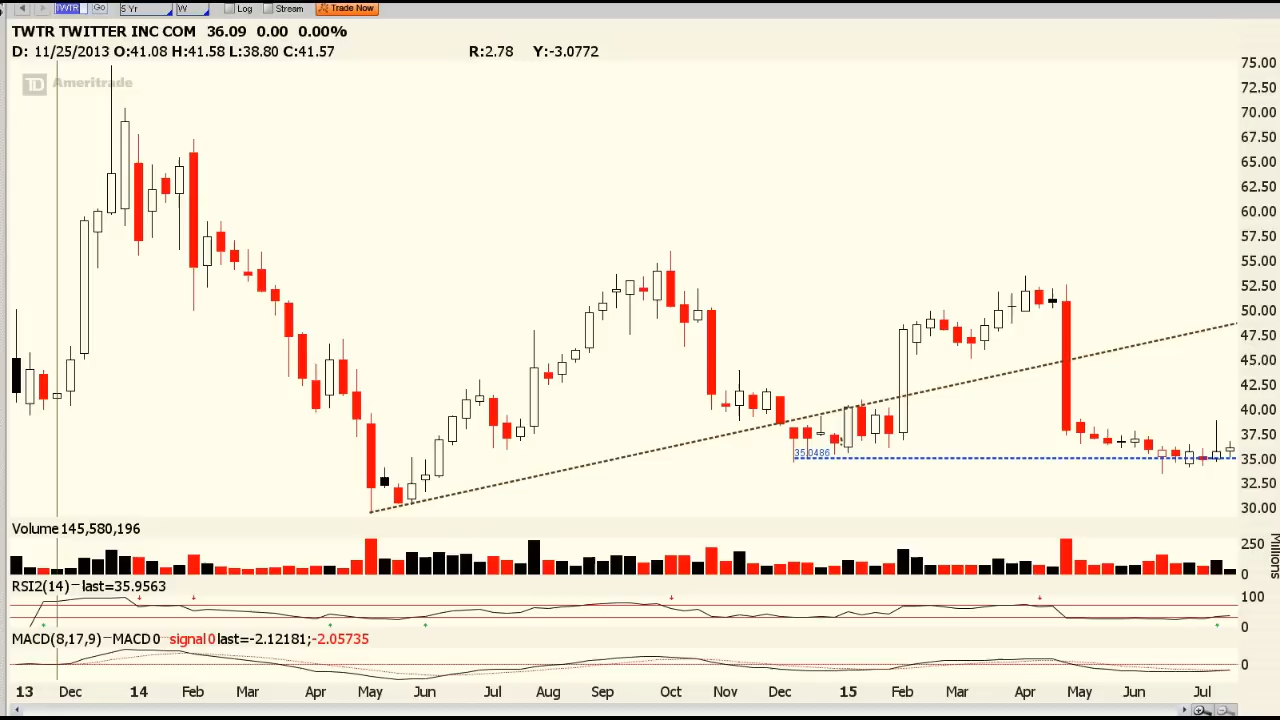 TWTR Go 5 Yr W Log Stream Trade Now
TWTR TWITTER INC COM 36.09 0.00 0.00%
D: 11/25/2013 O:41.08 H:41.58 L:38.80 C:41.57 R:2.78 Y:-3.0772
TD Ameritrade
75.00
72.50
70.00
67.50
65.00
62.50
60.00
57.50
55.00
52.50
50.00
47.50
45.00
42.50
40.00
37.50
35.0486
35.00
32.50
30.00
Volume 145,580,196
250
Millions
0
RSI2(14) last=35.9563
100
0
MACD(8,17,9) MACD0 signal0 last=-2.12181;-2.05735
0
13 Dec 14 Feb Mar Apr May Jun Jul Aug Sep Oct Nov Dec 15 Feb Mar Apr May Jun Jul